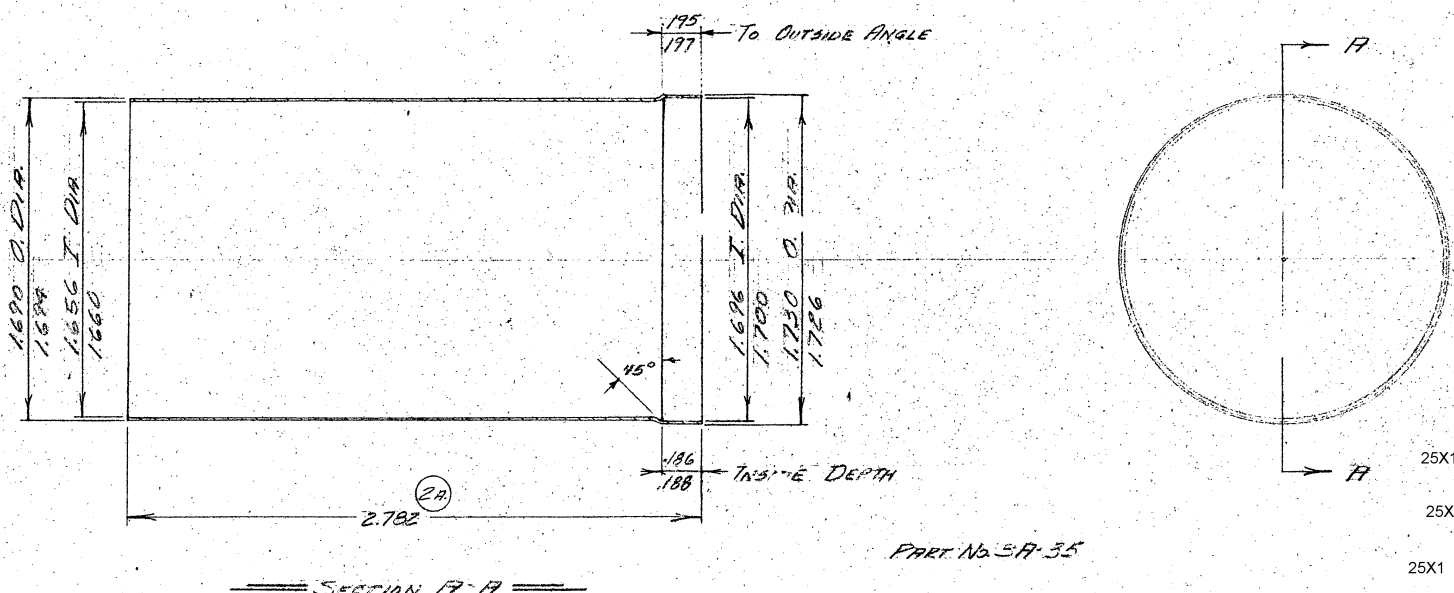 .195
.197
To Outside Angle
A
1.690 O. Dia.
1.694
1.656 I Dia
1.660
1.696 I Dia.
1.700
1.730 O. Dia.
1.726
45°
.186
.188
Inside Depth
A
2A.
2.782
Part No. 3A-35
Section A-A
25X1
25X
25X1